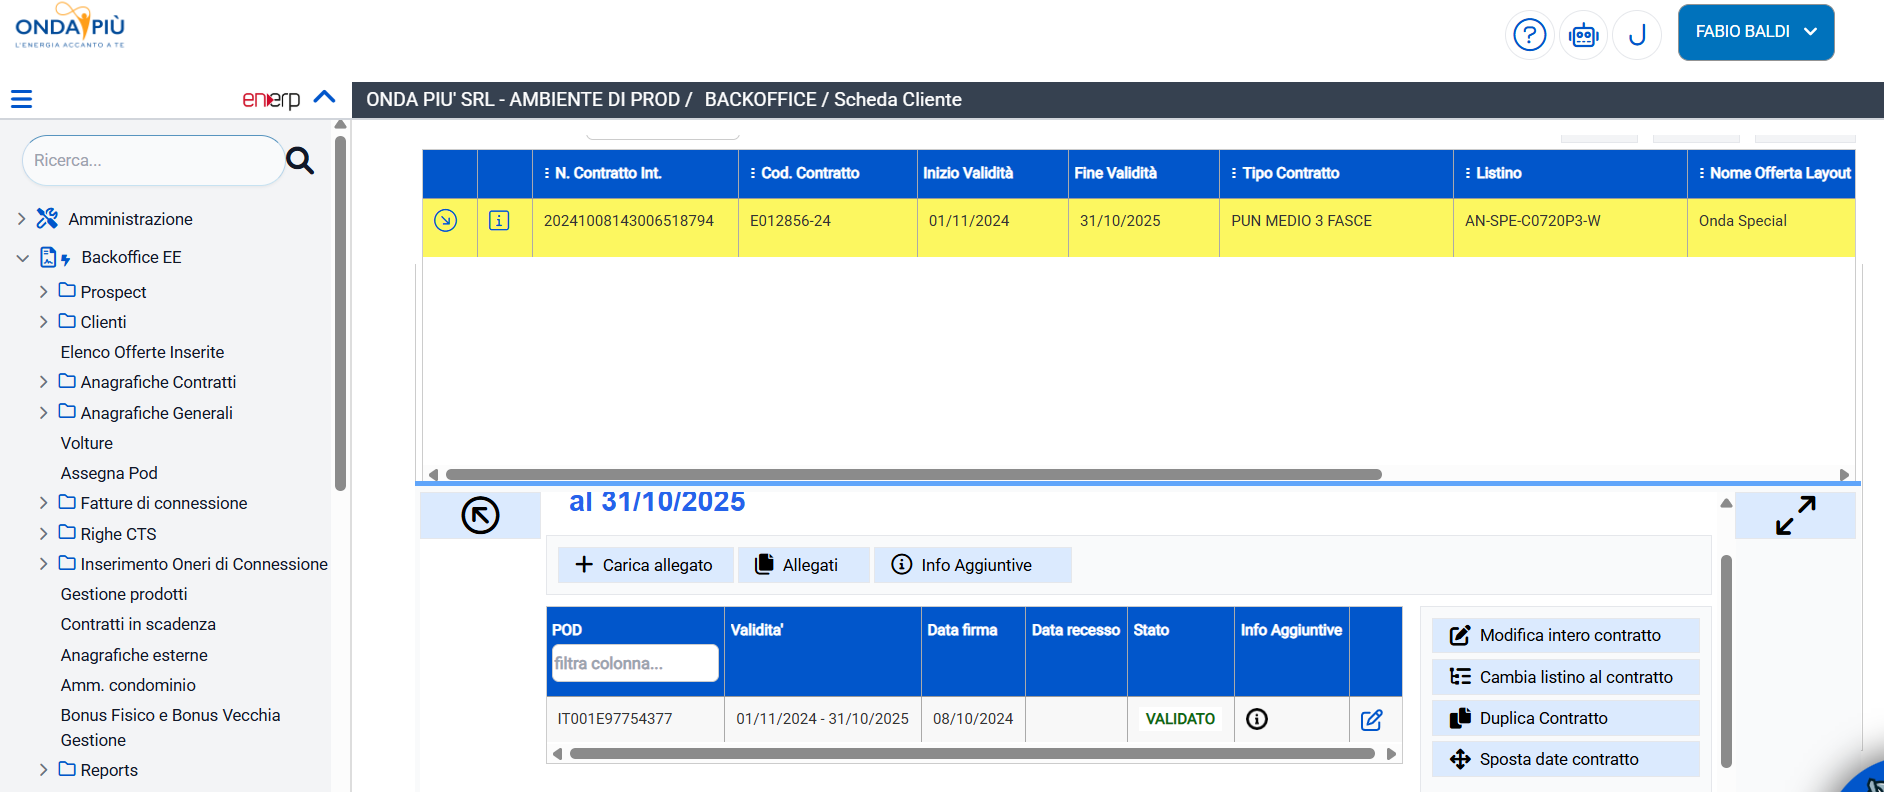 ONDA PIÙ
L'ENERGIA ACCANTO A TE
FABIO BALDI
enerp
ONDA PIU' SRL - AMBIENTE DI PROD / BACKOFFICE / Scheda Cliente
Ricerca...
Amministrazione
Backoffice EE
Prospect
Clienti
Elenco Offerte Inserite
Anagrafiche Contratti
Anagrafiche Generali
Volture
Assegna Pod
Fatture di connessione
Righe CTS
Inserimento Oneri di Connessione
Gestione prodotti
Contratti in scadenza
Anagrafiche esterne
Amm. condominio
Bonus Fisico e Bonus Vecchia
Gestione
Reports
N. Contratto Int. Cod. Contratto Inizio Validità Fine Validità Tipo Contratto Listino Nome Offerta Layout
20241008143006518794 E012856-24 01/11/2024 31/10/2025 PUN MEDIO 3 FASCE AN-SPE-C0720P3-W Onda Special
al 31/10/2025
Carica allegato Allegati Info Aggiuntive
POD Validita' Data firma Data recesso Stato Info Aggiuntive
filtra colonna...
IT001E97754377 01/11/2024 - 31/10/2025 08/10/2024 VALIDATO
Modifica intero contratto
Cambia listino al contratto
Duplica Contratto
Sposta date contratto